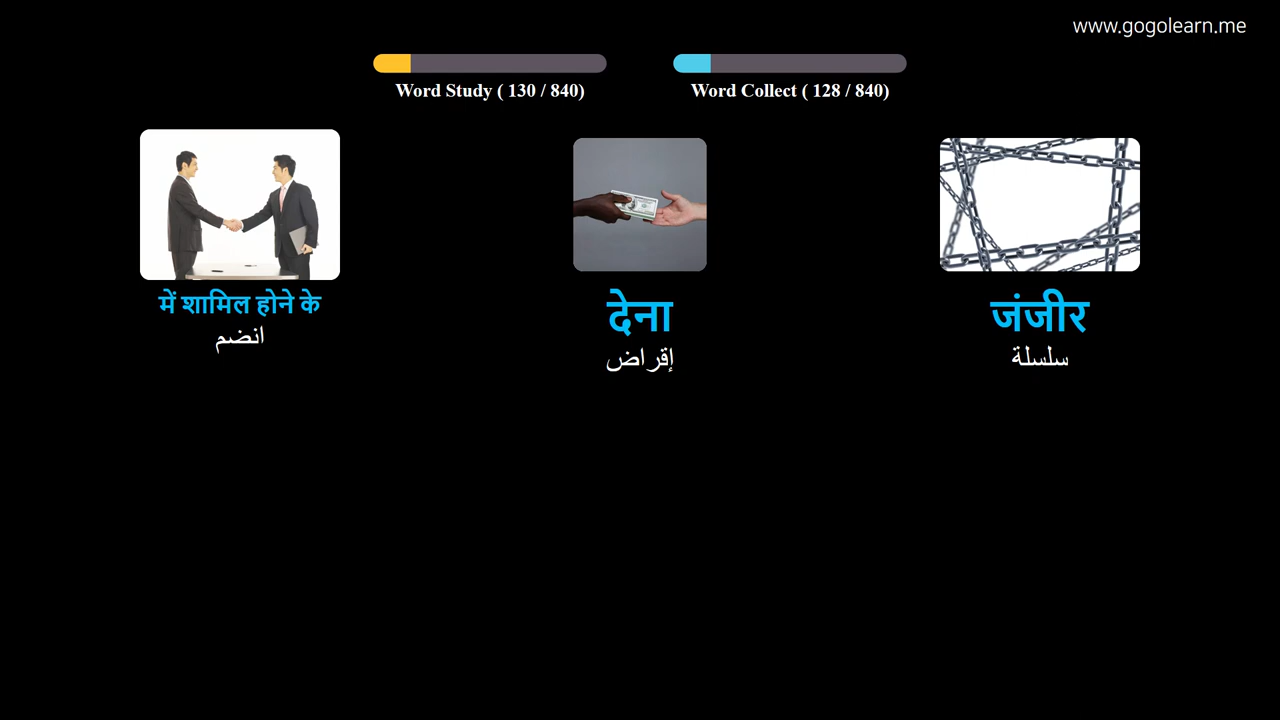 www.gogolearn.me
Word Study ( 130 / 840)
Word Collect ( 128 / 840)
में शामिल होने के
انضم
देना
إقراض
जंजीर
سلسلة